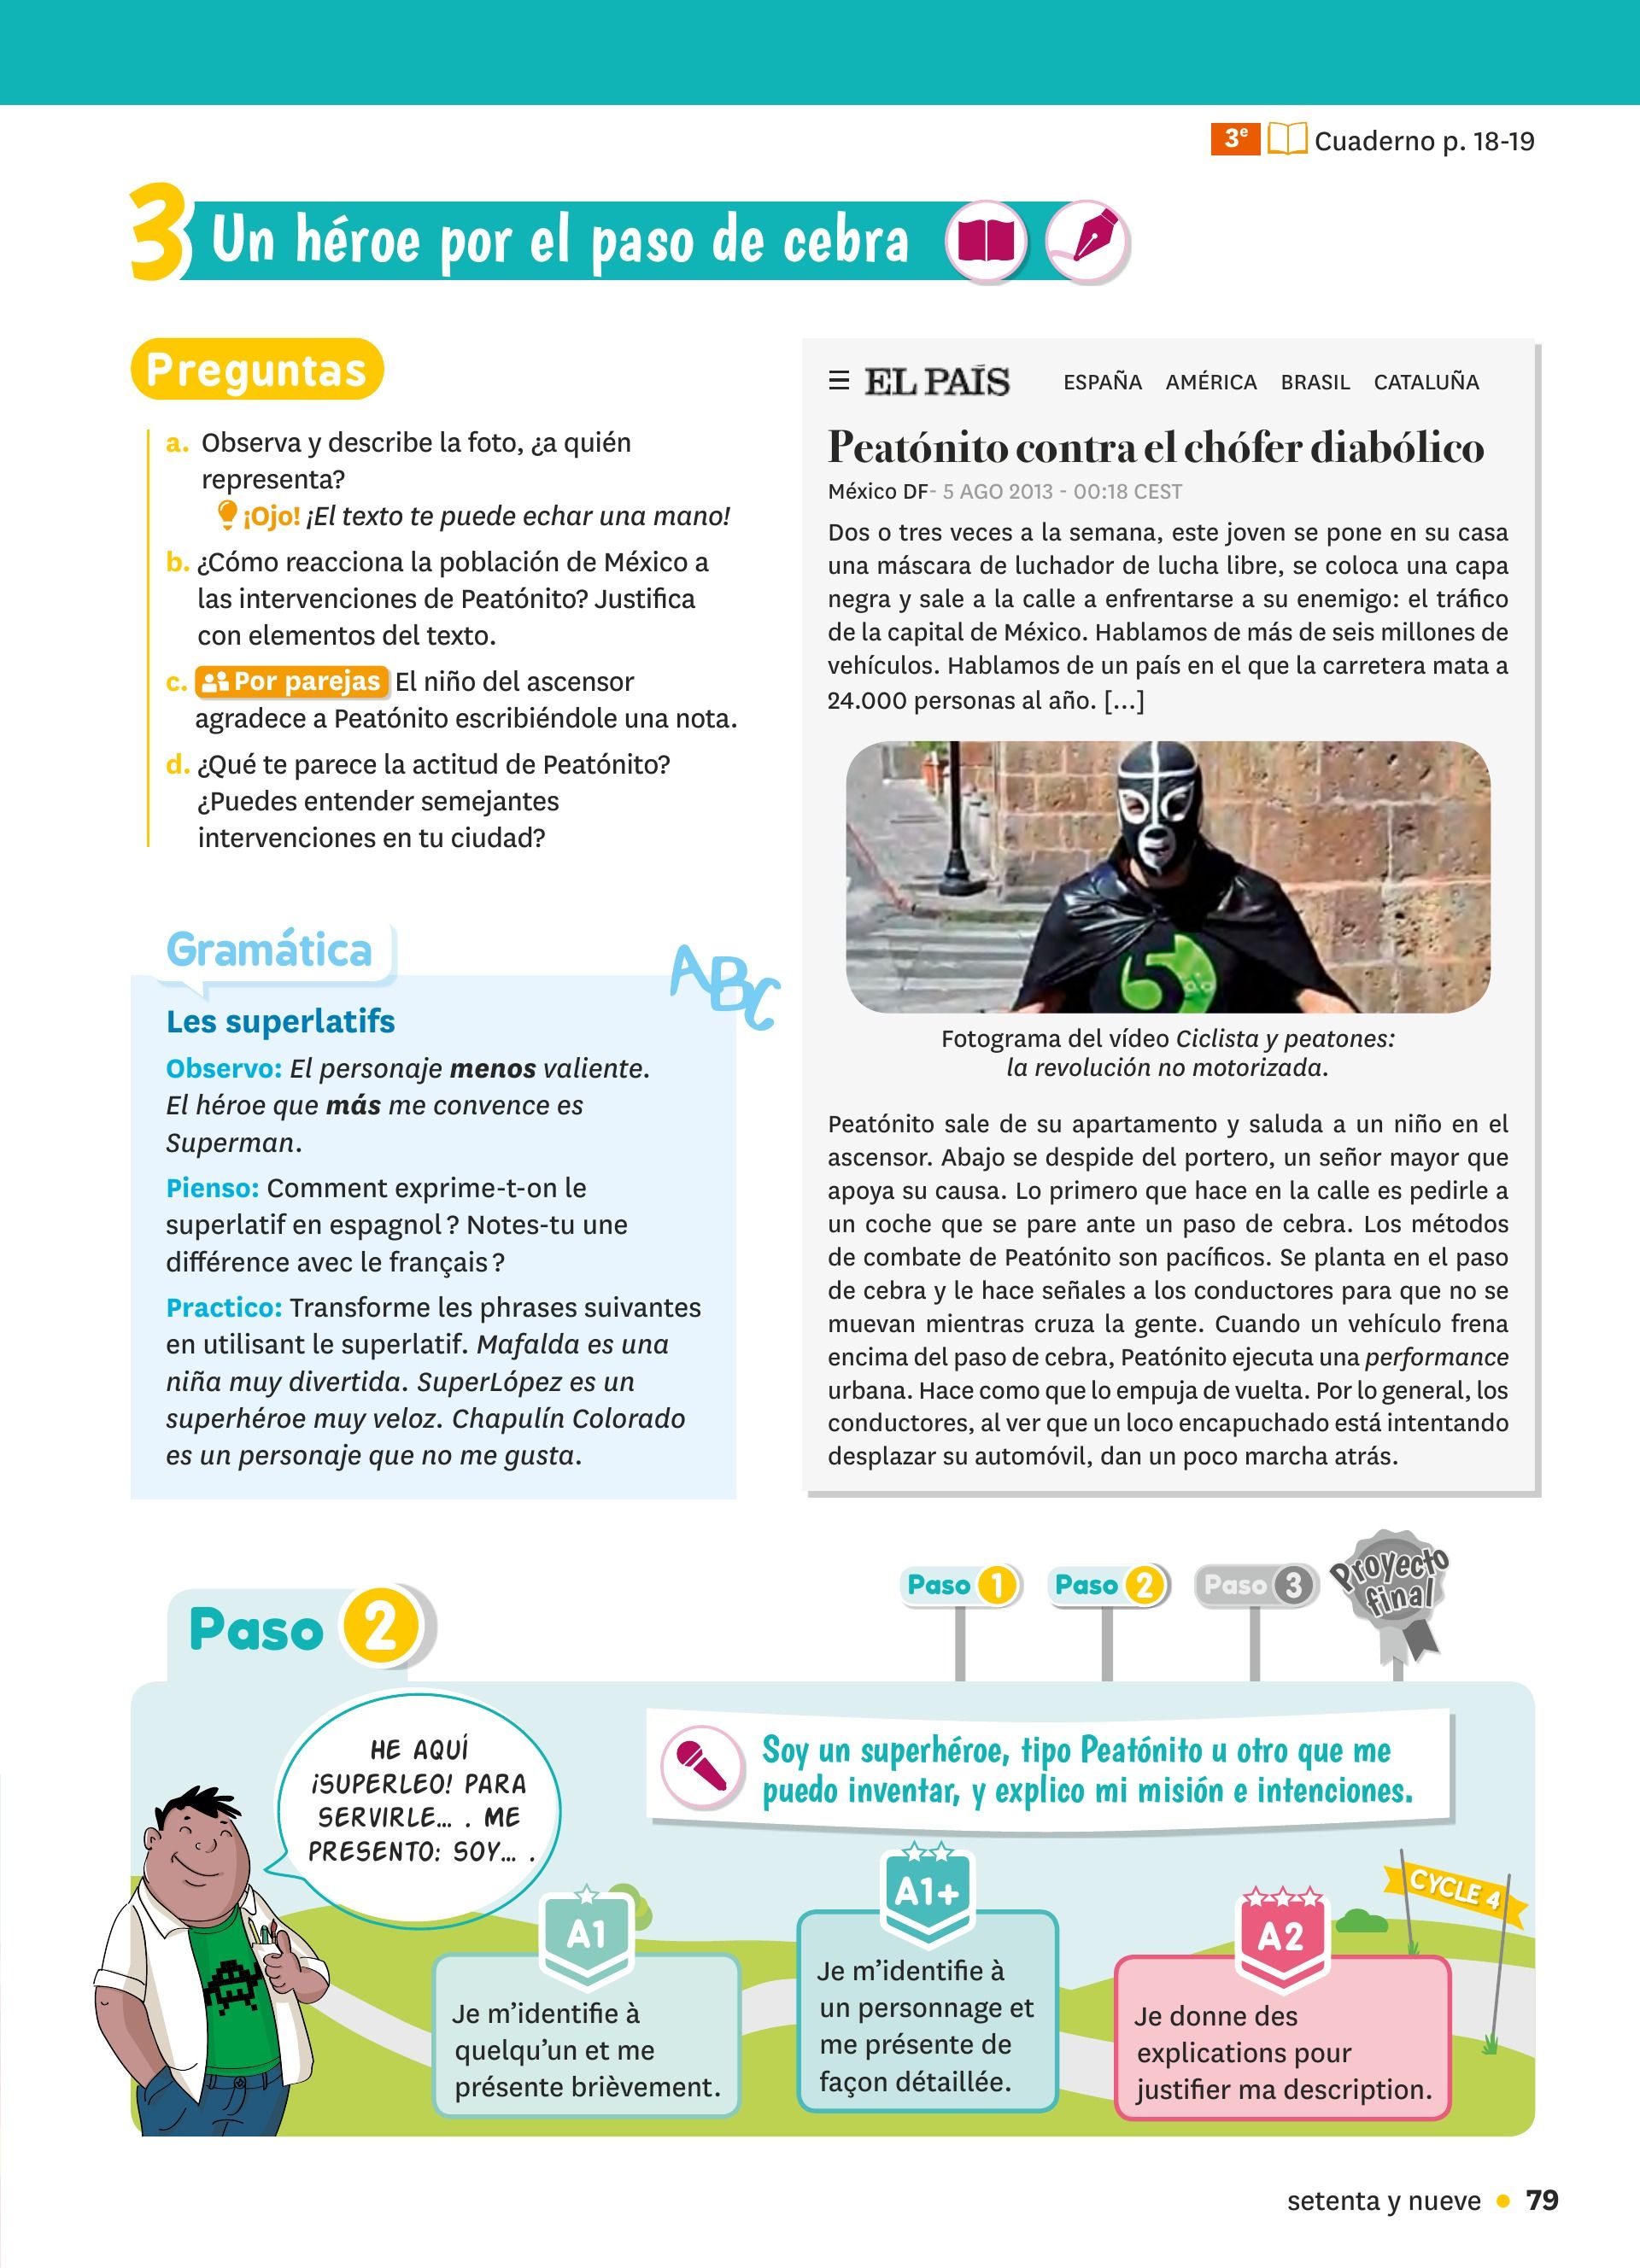 3e Cuaderno p. 18-19
3 Un héroe por el paso de cebra
Preguntas
a. Observa y describe la foto, ¿a quién
representa?
¡Ojo! ¡El texto te puede echar una mano!
b. ¿Cómo reacciona la población de México a
las intervenciones de Peatónito? Justifica
con elementos del texto.
c. Por parejas El niño del ascensor
agradece a Peatónito escribiéndole una nota.
d. ¿Qué te parece la actitud de Peatónito?
¿Puedes entender semejantes
intervenciones en tu ciudad?
Gramática
ABC
Les superlatifs
Observo: El personaje menos valiente.
El héroe que más me convence es
Superman.
Pienso: Comment exprime-t-on le
superlatif en espagnol ? Notes-tu une
différence avec le français ?
Practico: Transforme les phrases suivantes
en utilisant le superlatif. Mafalda es una
niña muy divertida. SuperLópez es un
superhéroe muy veloz. Chapulín Colorado
es un personaje que no me gusta.
EL PAÍS ESPAÑA AMÉRICA BRASIL CATALUÑA
Peatónito contra el chófer diabólico
México DF- 5 AGO 2013 - 00:18 CEST
Dos o tres veces a la semana, este joven se pone en su casa
una máscara de luchador de lucha libre, se coloca una capa
negra y sale a la calle a enfrentarse a su enemigo: el tráfico
de la capital de México. Hablamos de más de seis millones de
vehículos. Hablamos de un país en el que la carretera mata a
24.000 personas al año. [...]
Fotograma del vídeo Ciclista y peatones:
la revolución no motorizada.
Peatónito sale de su apartamento y saluda a un niño en el
ascensor. Abajo se despide del portero, un señor mayor que
apoya su causa. Lo primero que hace en la calle es pedirle a
un coche que se pare ante un paso de cebra. Los métodos
de combate de Peatónito son pacíficos. Se planta en el paso
de cebra y le hace señales a los conductores para que no se
muevan mientras cruza la gente. Cuando un vehículo frena
encima del paso de cebra, Peatónito ejecuta una performance
urbana. Hace como que lo empuja de vuelta. Por lo general, los
conductores, al ver que un loco encapuchado está intentando
desplazar su automóvil, dan un poco marcha atrás.
Paso 1
Paso 2
Paso 3
Proyecto
final
Paso 2
HE AQUÍ
¡SUPERLEO! PARA
SERVIRLE... . ME
PRESENTO: SOY... .
Soy un superhéroe, tipo Peatónito u otro que me
puedo inventar, y explico mi misión e intenciones.
A1
Je m'identifie à
quelqu'un et me
présente brièvement.
A1+
Je m'identifie à
un personnage et
me présente de
façon détaillée.
A2
Je donne des
explications pour
justifier ma description.
CYCLE 4
setenta y nueve • 79